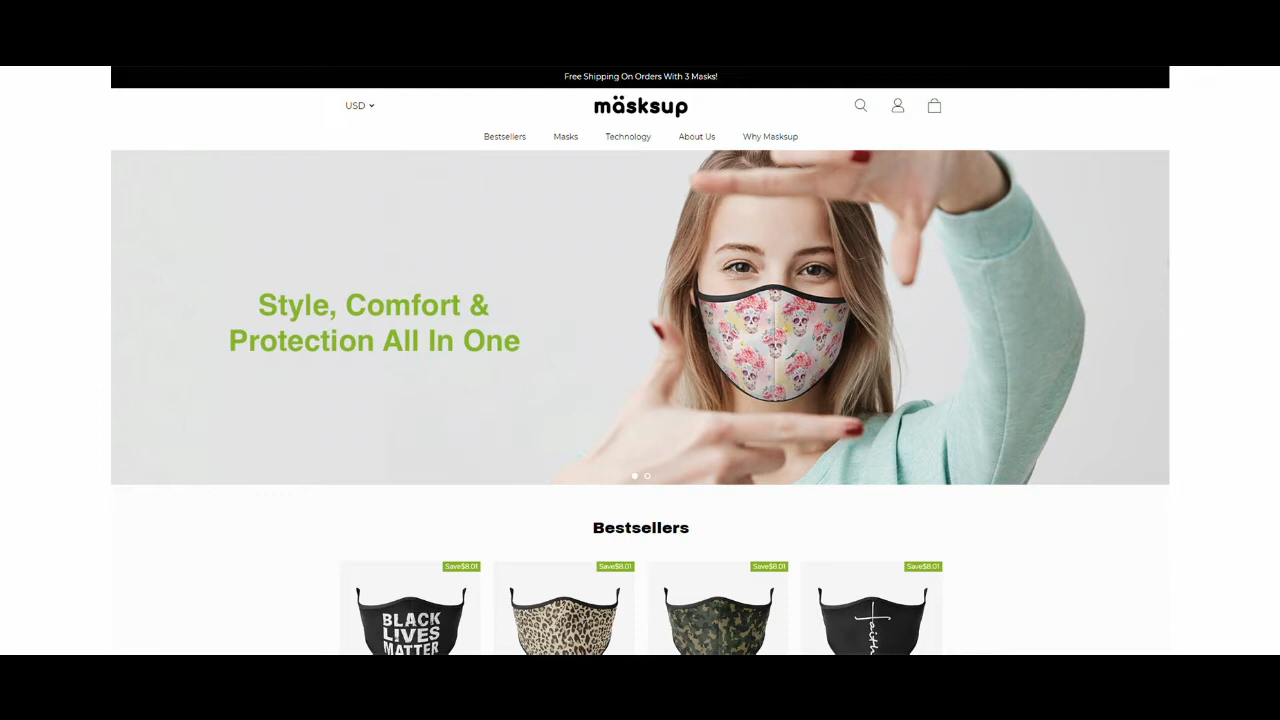 Free Shipping On Orders With 3 Masks!
USD
mäsksup
Bestsellers Masks Technology About Us Why Masksup
Style, Comfort &
Protection All In One
Bestsellers
Save$8.01 Save$8.01 Save$8.01 Save$8.01
BLACK
LIVES
MATTER
faith